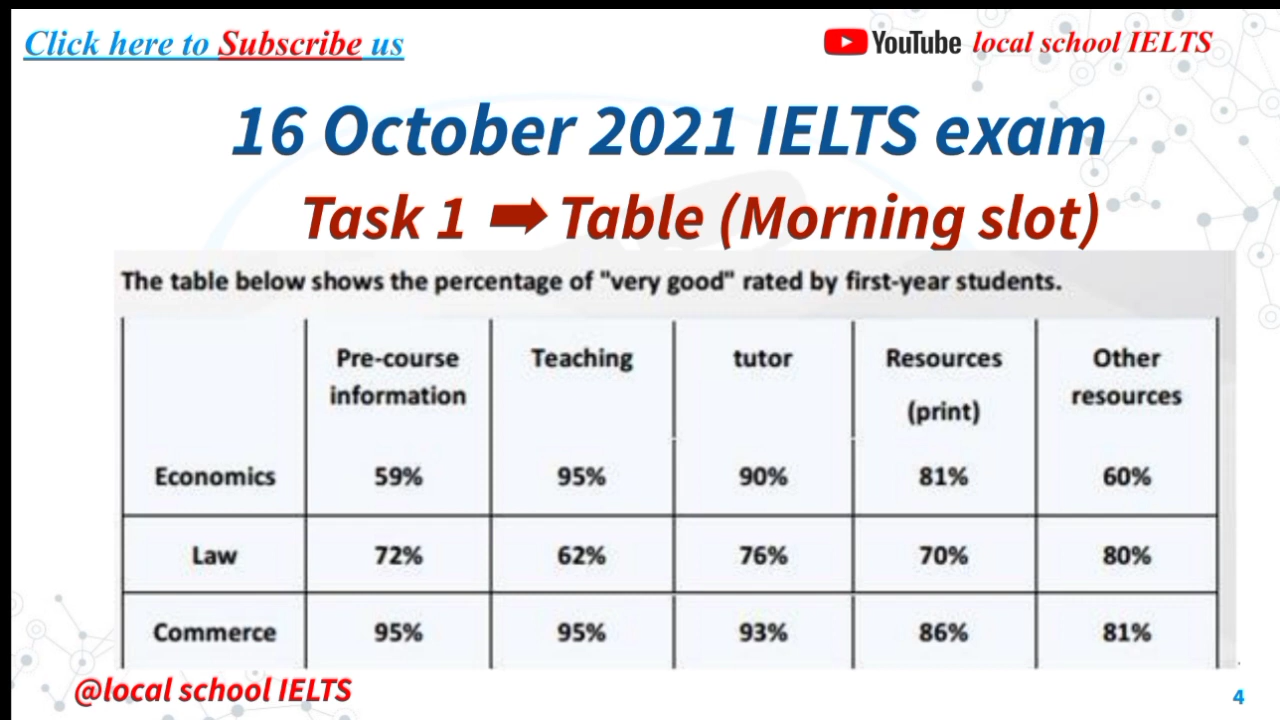 Click here to Subscribe us
YouTube local school IELTS
16 October 2021 IELTS exam
Task 1 ➡ Table (Morning slot)
The table below shows the percentage of "very good" rated by first-year students.
Pre-course information Teaching tutor Resources (print) Other resources
Economics 59% 95% 90% 81% 60%
Law 72% 62% 76% 70% 80%
Commerce 95% 95% 93% 86% 81%
@local school IELTS
4